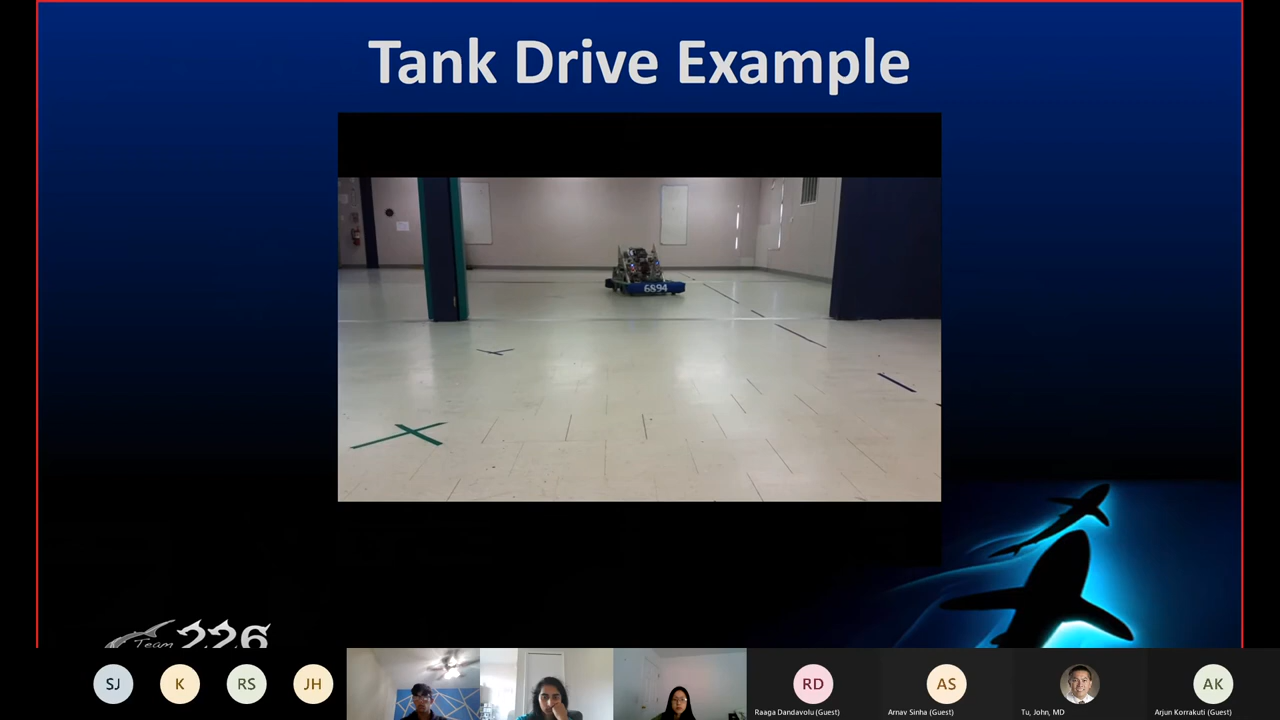 Tank Drive Example
6894
Team 226
SJ
K
RS
JH
RD
AS
AK
Raaga Dandavolu (Guest)
Arnav Sinha (Guest)
Tu, John, MD
Arjun Korrakuti (Guest)